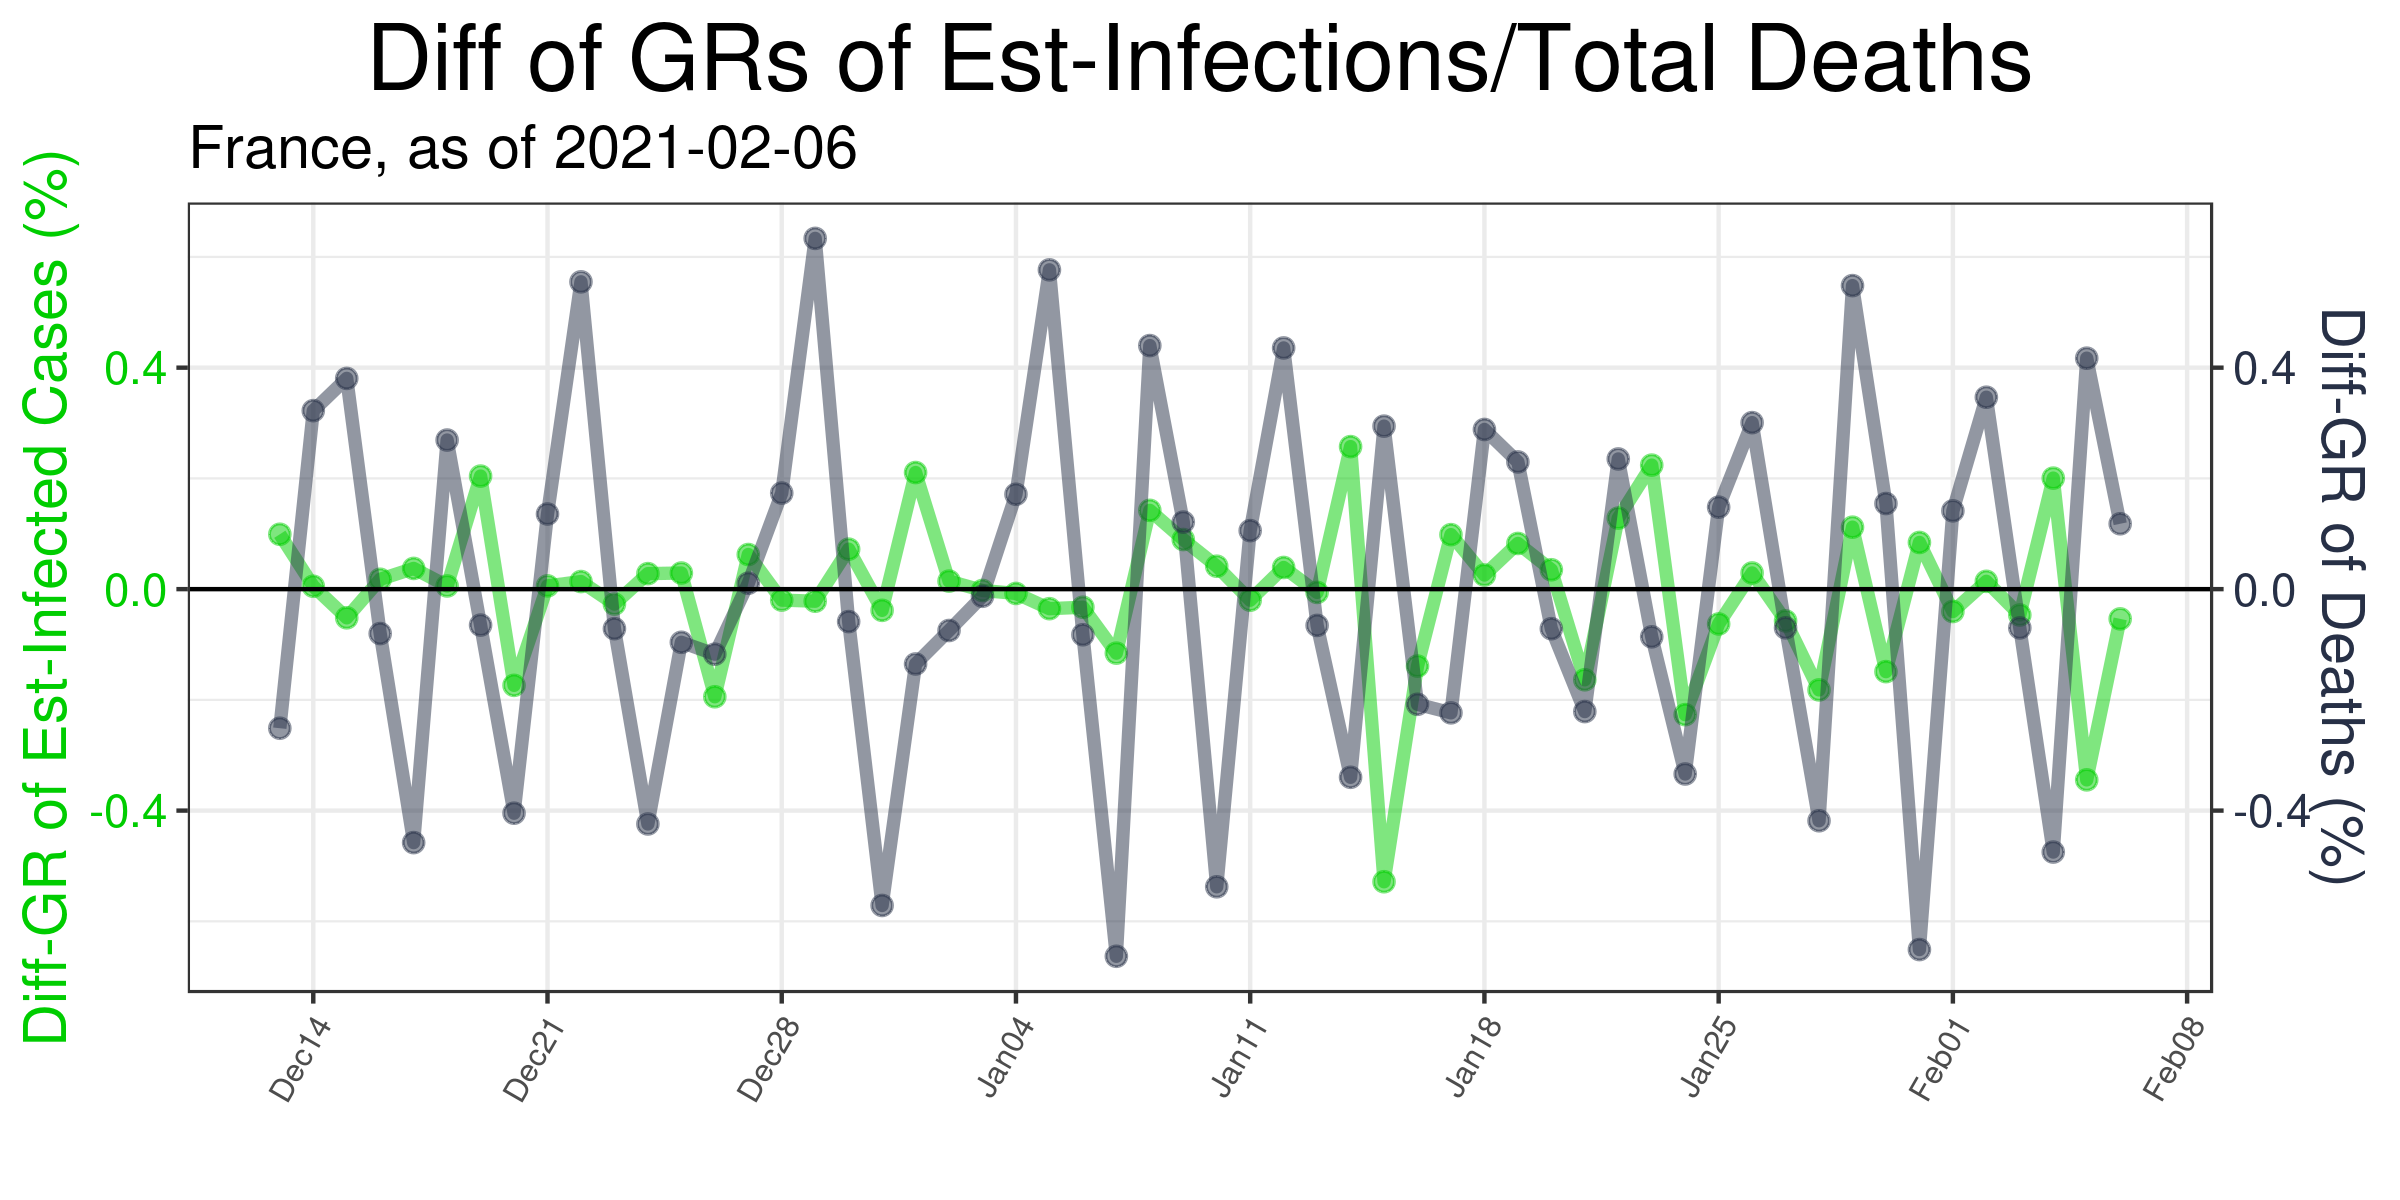 Diff of GRs of Est-Infections/Total Deaths
France, as of 2021-02-06
Diff-GR of Est-Infected Cases (%)
0.4
0.0
-0.4
0.4
0.0
-0.4
Diff-GR of Deaths (%)
Dec14
Dec21
Dec28
Jan04
Jan11
Jan18
Jan25
Feb01
Feb08